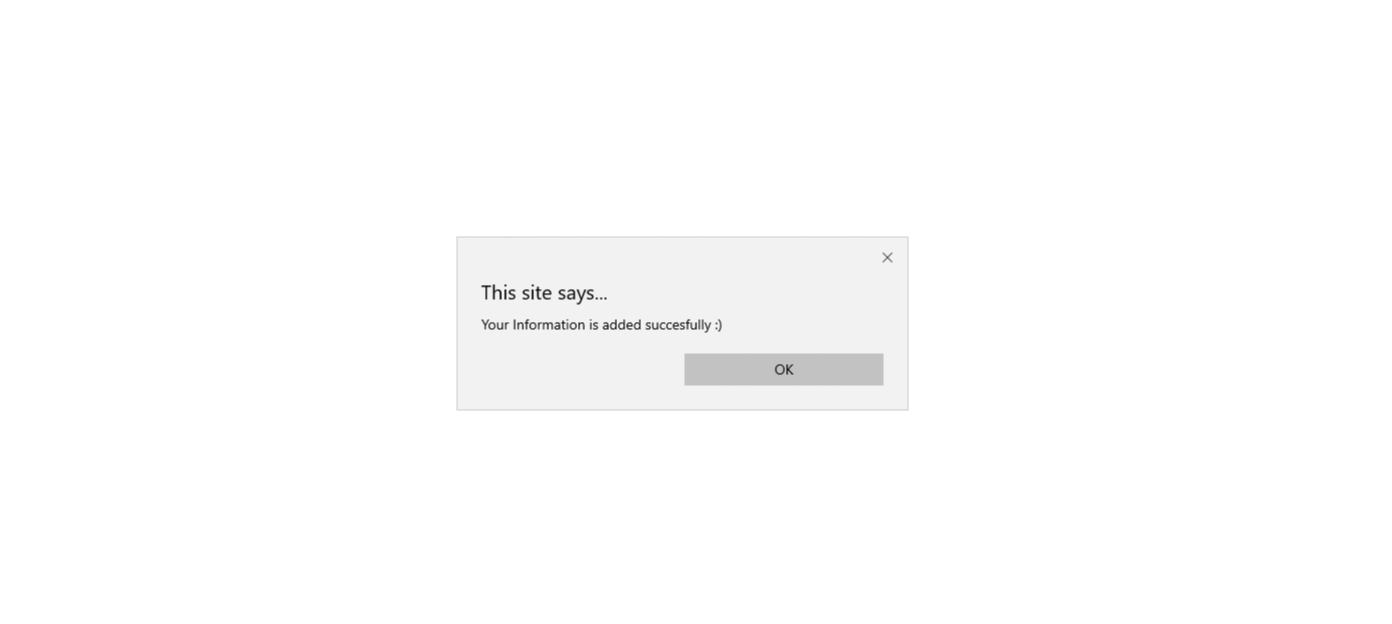 This site says...
Your Information is added succesfully :)
OK